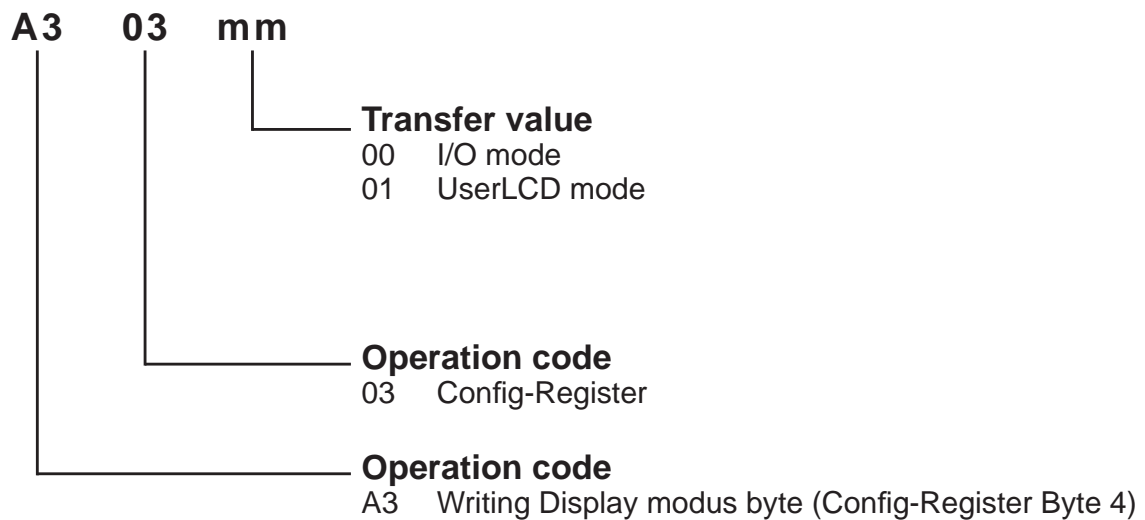 A3 03 mm
Transfer value
00 I/O mode
01 UserLCD mode
Operation code
03 Config-Register
Operation code
A3 Writing Display modus byte (Config-Register Byte 4)